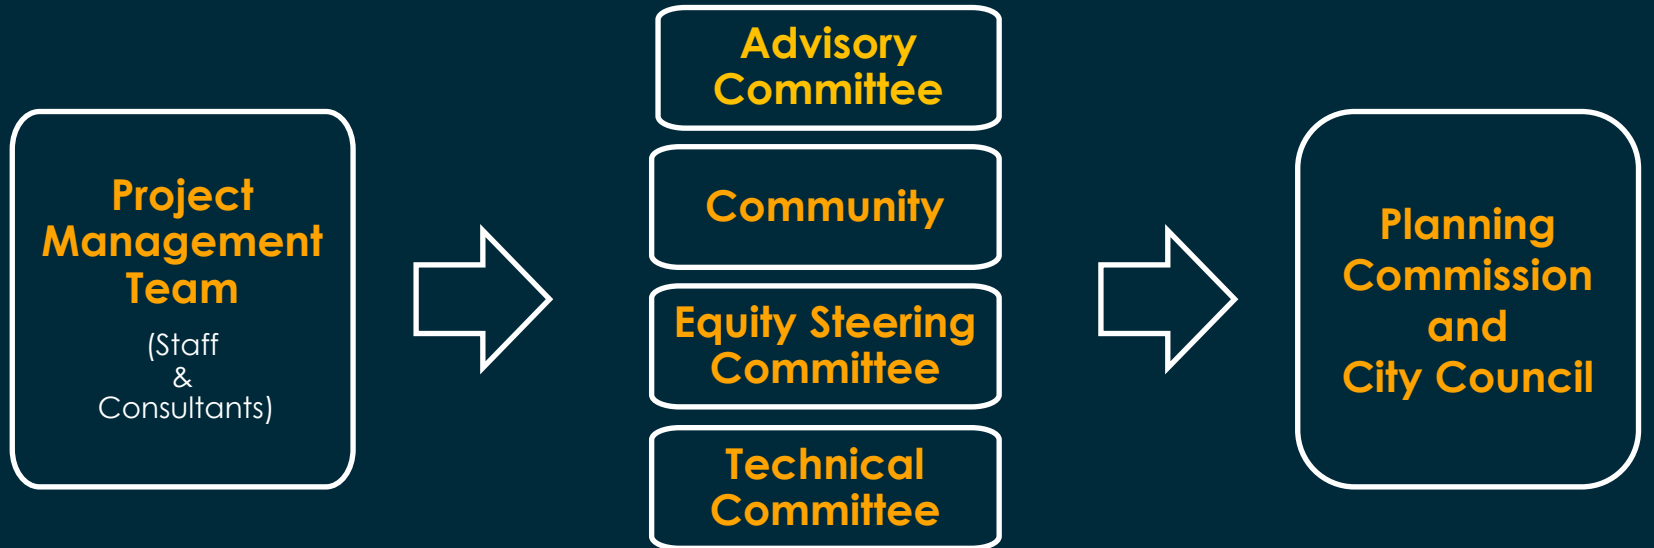 Project
Management
Team
(Staff
&
Consultants)
Advisory
Committee
Community
Equity Steering
Committee
Technical
Committee
Planning
Commission
and
City Council